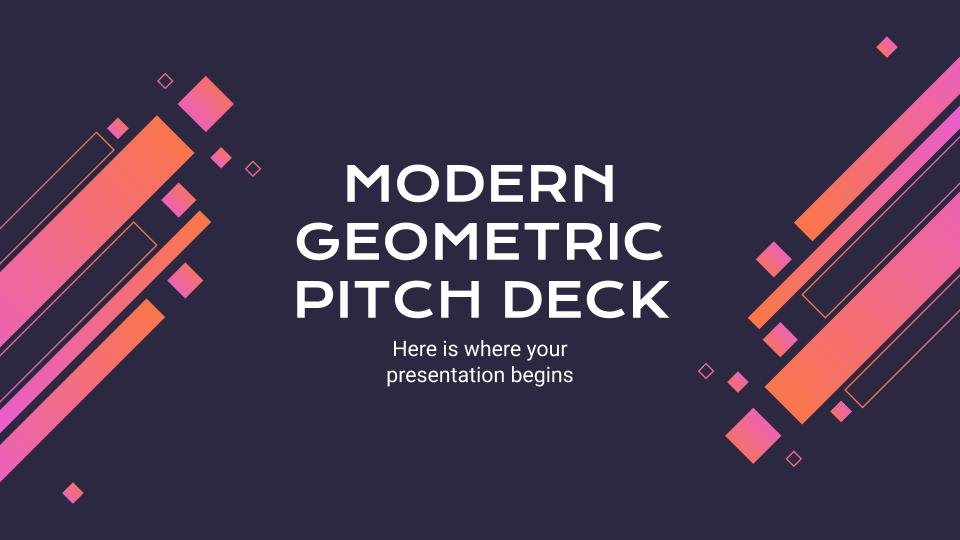 MODERN
GEOMETRIC
PITCH DECK
Here is where your
presentation begins